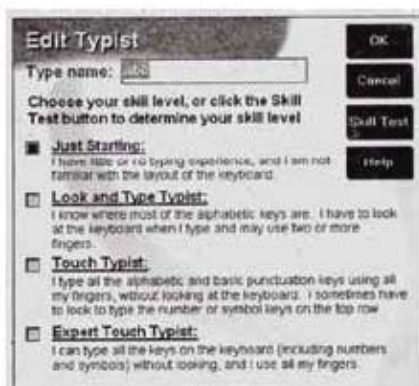 Edit Typist
OK
Type name: abc
Cancel
Choose your skill level, or click the Skill
Test button to determine your skill level
Skill Test
Just Starting:
I have little or no typing experience, and I am not
familiar with the layout of the keyboard.
Help
Look and Type Typist:
I know where most of the alphabetic keys are. I have to look
at the keyboard when I type and may use two or more
fingers.
Touch Typist:
I type all the alphabetic and basic punctuation keys using all
my fingers, without looking at the keyboard. I sometimes have
to look to type the number or symbol keys on the top row
Expert Touch Typist:
I can type all the keys on the keyboard (including numbers
and symbols) without looking, and I use all my fingers.